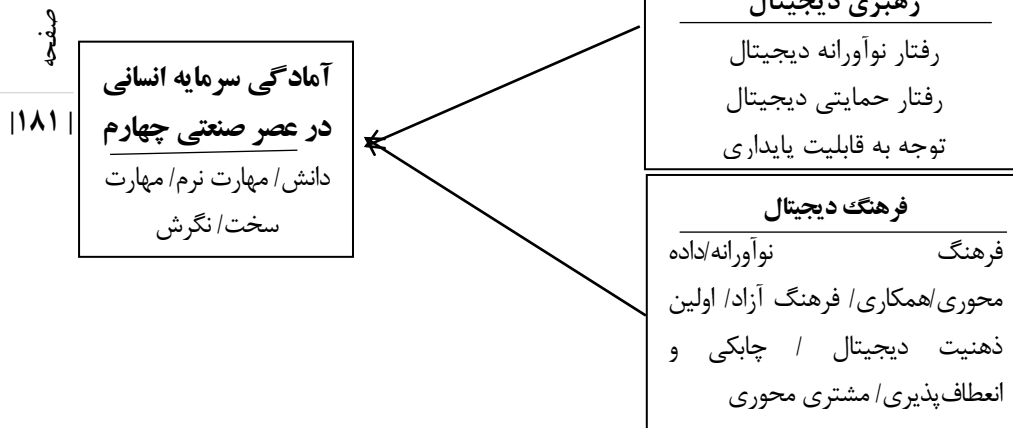 صفحه
|۱۸۱|
رهبری دیجیتال
رفتار نوآورانه دیجیتال
رفتار حمایتی دیجیتال
توجه به قابلیت پایداری
فرهنگ دیجیتال
فرهنگ نوآورانه/داده
محوری/همکاری/ فرهنگ آزاد/ اولین
ذهنیت دیجیتال / چابکی و
انعطاف‌پذیری/ مشتری محوری
آمادگی سرمایه انسانی
در عصر صنعتی چهارم
دانش/ مهارت نرم/ مهارت
سخت/ نگرش